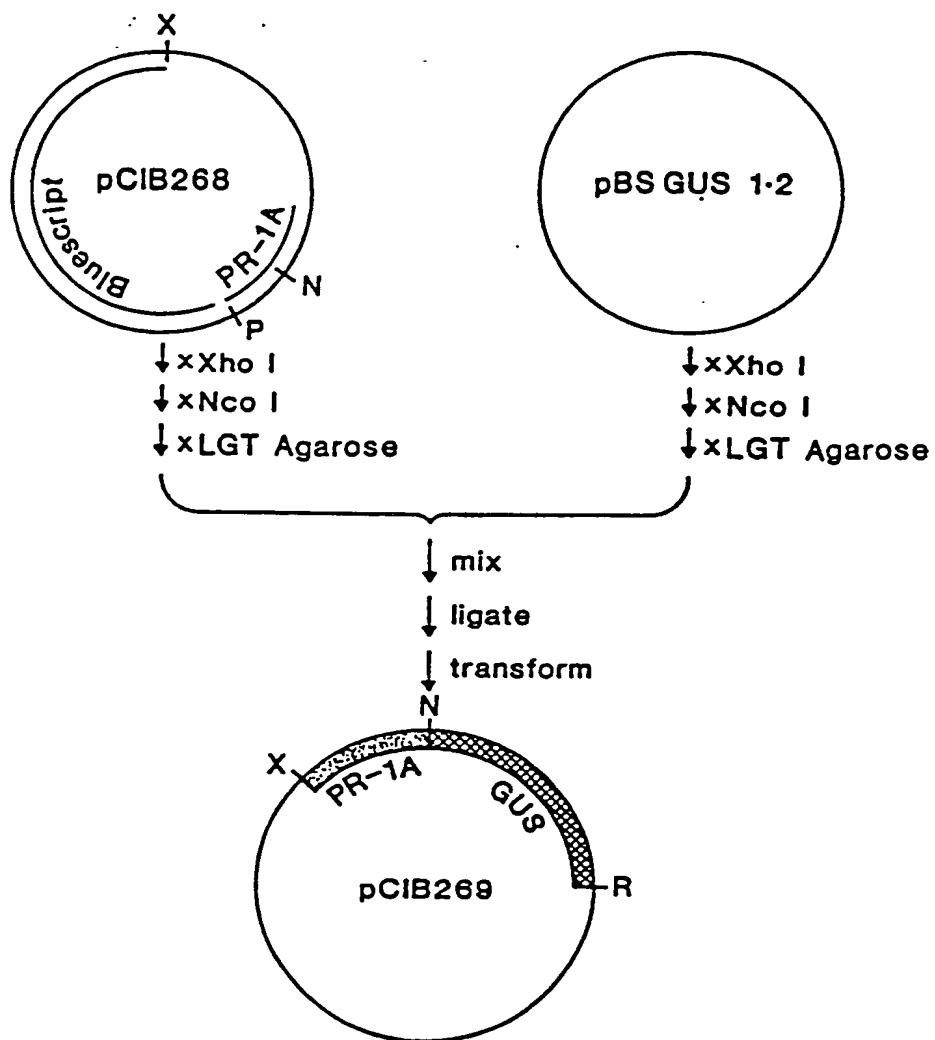 X
pCIB268
Bluescript
PR-1A
N
P
xXho I
xNco I
xLGT Agarose
pBS GUS 1·2
xXho I
xNco I
xLGT Agarose
mix
ligate
transform
N
X
PR-1A
GUS
R
pCIB269